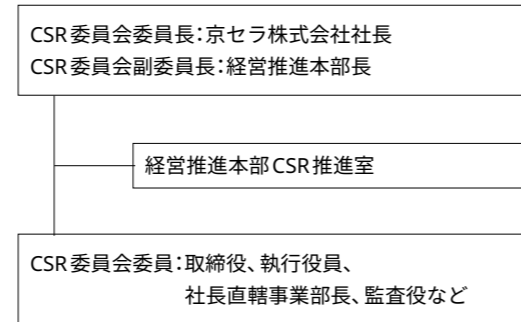 CSR委員会委員長：京セラ株式会社社長
CSR委員会副委員長：経営推進本部長
経営推進本部CSR推進室
CSR委員会委員：取締役、執行役員、
社長直轄事業部長、監査役など